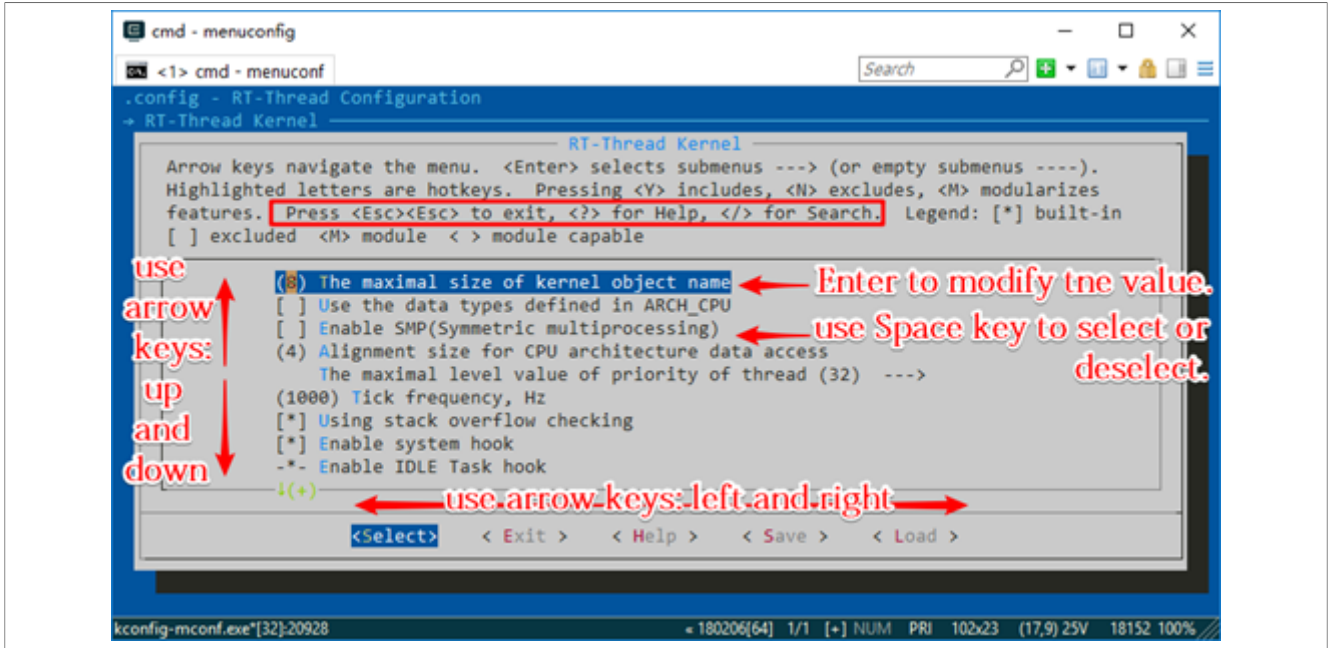 cmd - menuconfig
<1> cmd - menuconf
Search
.config - RT-Thread Configuration
→ RT-Thread Kernel
RT-Thread Kernel
Arrow keys navigate the menu. <Enter> selects submenus ---> (or empty submenus ----).
Highlighted letters are hotkeys. Pressing <Y> includes, <N> excludes, <M> modularizes
features. Press <Esc><Esc> to exit, <?> for Help, </> for Search. Legend: [*] built-in
[ ] excluded <M> module < > module capable
use
arrow
keys:
up
and
down
(8) The maximal size of kernel object name
Enter to modify tne value.
[ ] Use the data types defined in ARCH_CPU
[ ] Enable SMP(Symmetric multiprocessing)
use Space key to select or
deselect.
(4) Alignment size for CPU architecture data access
The maximal level value of priority of thread (32) --->
(1000) Tick frequency, Hz
[*] Using stack overflow checking
[*] Enable system hook
-*- Enable IDLE Task hook
↓(+)
use arrow keys: left and right
<Select> < Exit > < Help > < Save > < Load >
kconfig-mconf.exe*[32]:20928 « 180206[64] 1/1 [+] NUM PRI 102x23 (17,9) 25V 18152 100%